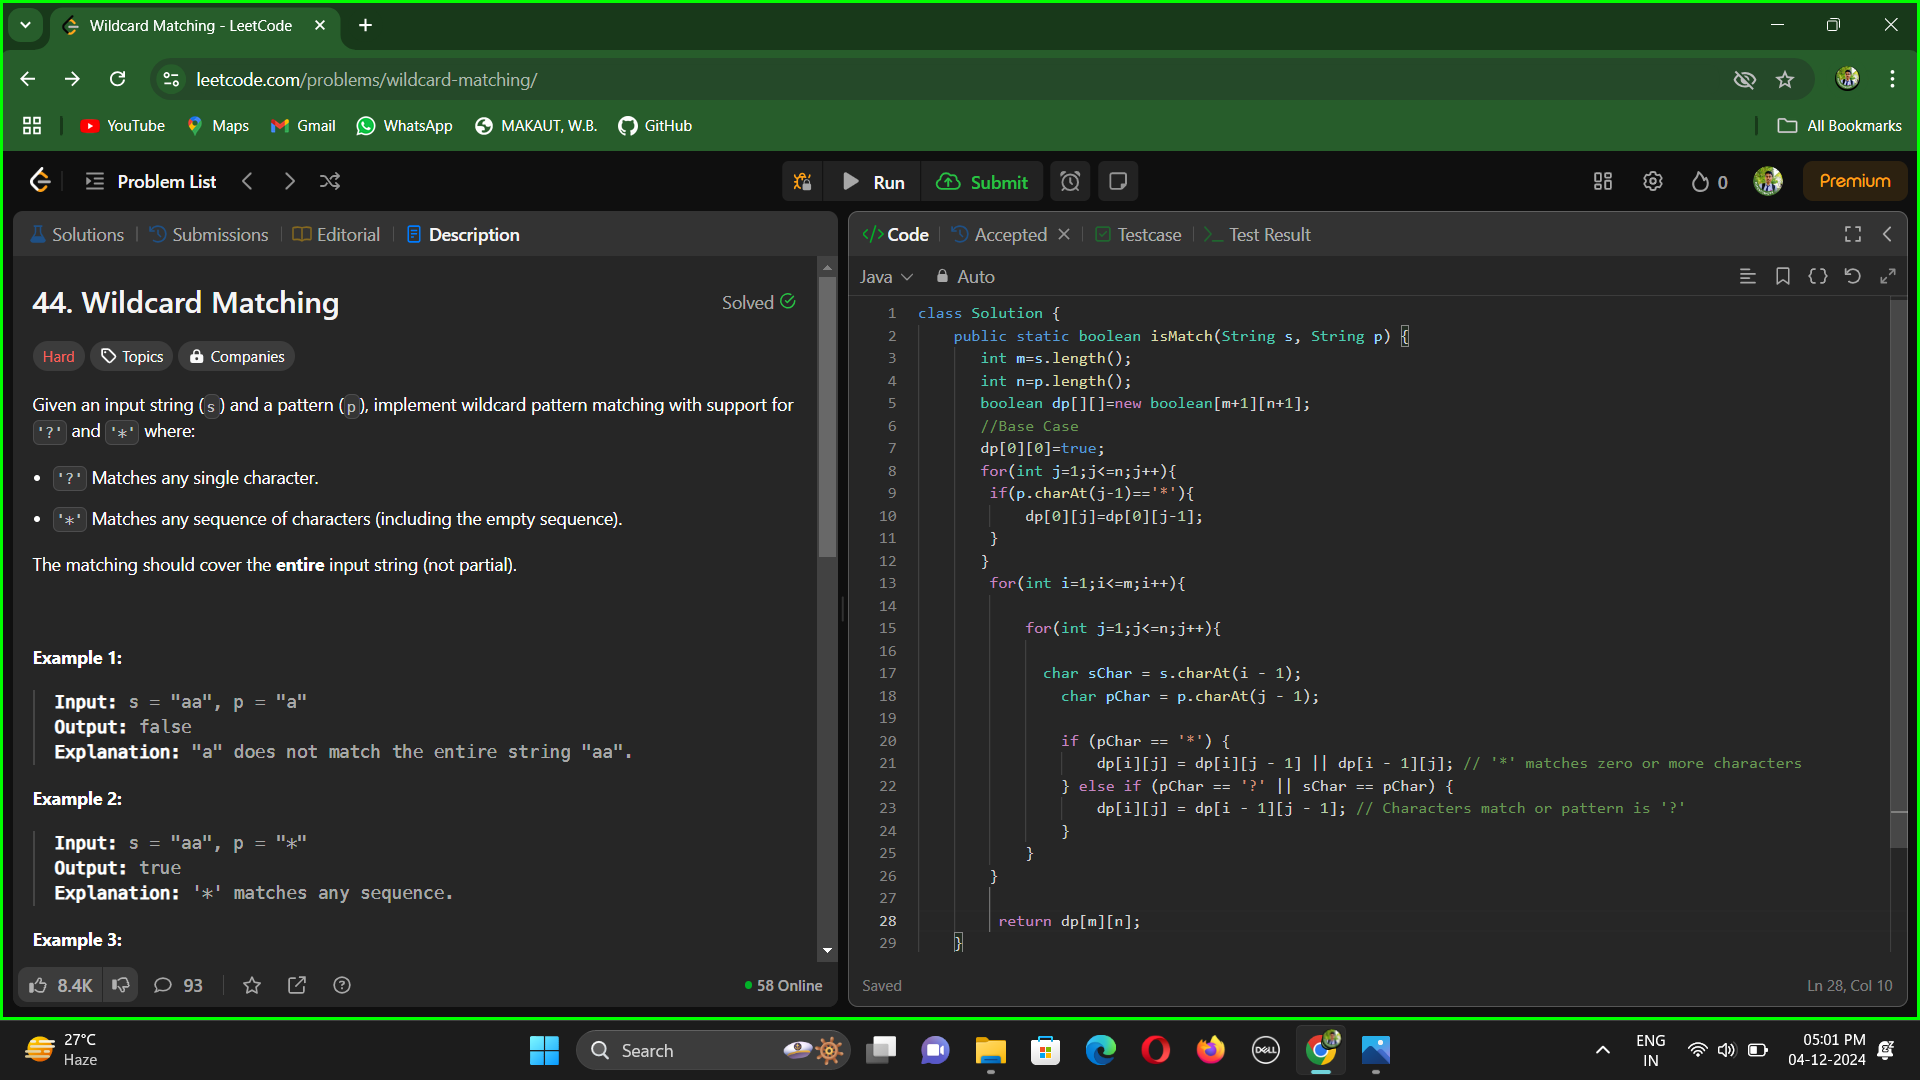 Wildcard Matching - LeetCode
leetcode.com/problems/wildcard-matching/
YouTube Maps Gmail WhatsApp MAKAUT, W.B. GitHub All Bookmarks
Problem List Run Submit 0 Premium
Solutions Submissions Editorial Description
44. Wildcard Matching Solved
Hard Topics Companies
Given an input string (s) and a pattern (p), implement wildcard pattern matching with support for
'?' and '*' where:
• '?' Matches any single character.
• '*' Matches any sequence of characters (including the empty sequence).
The matching should cover the entire input string (not partial).
Example 1:
Input: s = "aa", p = "a"
Output: false
Explanation: "a" does not match the entire string "aa".
Example 2:
Input: s = "aa", p = "*"
Output: true
Explanation: '*' matches any sequence.
Example 3:
8.4K 93 58 Online
Code Accepted Testcase Test Result
Java Auto
1 class Solution {
2 public static boolean isMatch(String s, String p) {
3 int m=s.length();
4 int n=p.length();
5 boolean dp[][]=new boolean[m+1][n+1];
6 //Base Case
7 dp[0][0]=true;
8 for(int j=1;j<=n;j++){
9 if(p.charAt(j-1)=='*'){
10 dp[0][j]=dp[0][j-1];
11 }
12 }
13 for(int i=1;i<=m;i++){
14
15 for(int j=1;j<=n;j++){
16
17 char sChar = s.charAt(i - 1);
18 char pChar = p.charAt(j - 1);
19
20 if (pChar == '*') {
21 dp[i][j] = dp[i][j - 1] || dp[i - 1][j]; // '*' matches zero or more characters
22 } else if (pChar == '?' || sChar == pChar) {
23 dp[i][j] = dp[i - 1][j - 1]; // Characters match or pattern is '?'
24 }
25 }
26 }
27
28 return dp[m][n];
29 }
Saved Ln 28, Col 10
27°C
Haze
Search
DELL
ENG
IN
05:01 PM
04-12-2024